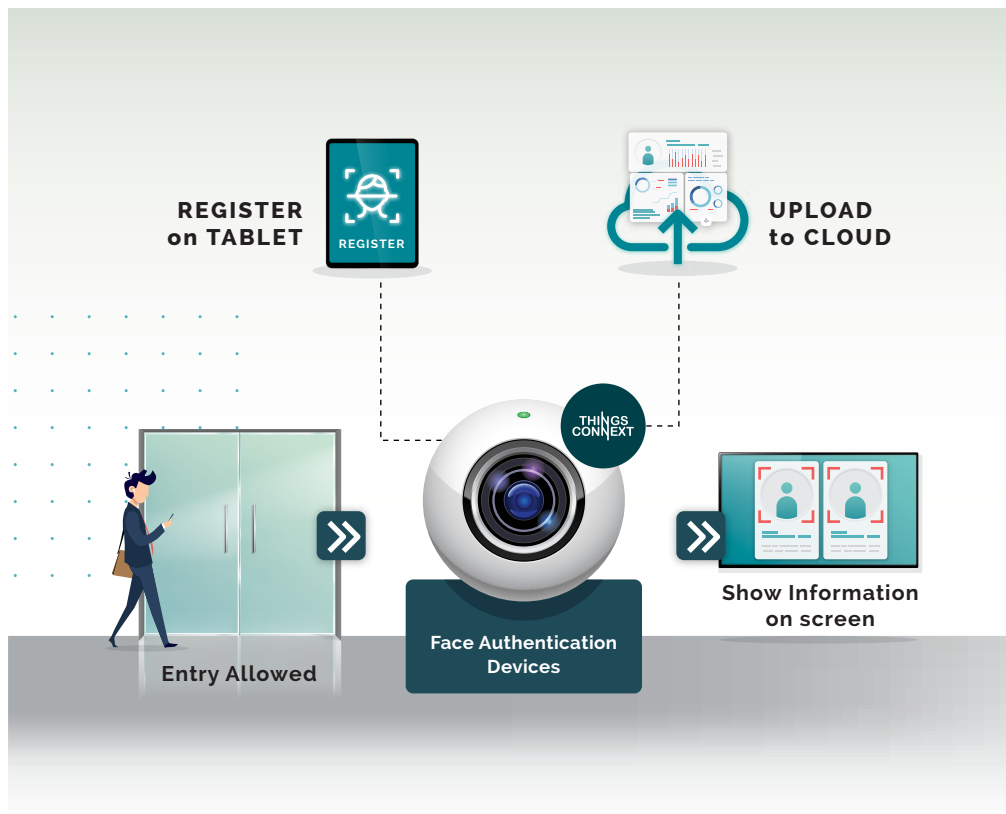 REGISTER
on TABLET
REGISTER
UPLOAD
to CLOUD
THINGS
CONNEXT
Entry Allowed
Face Authentication
Devices
Show Information
on screen